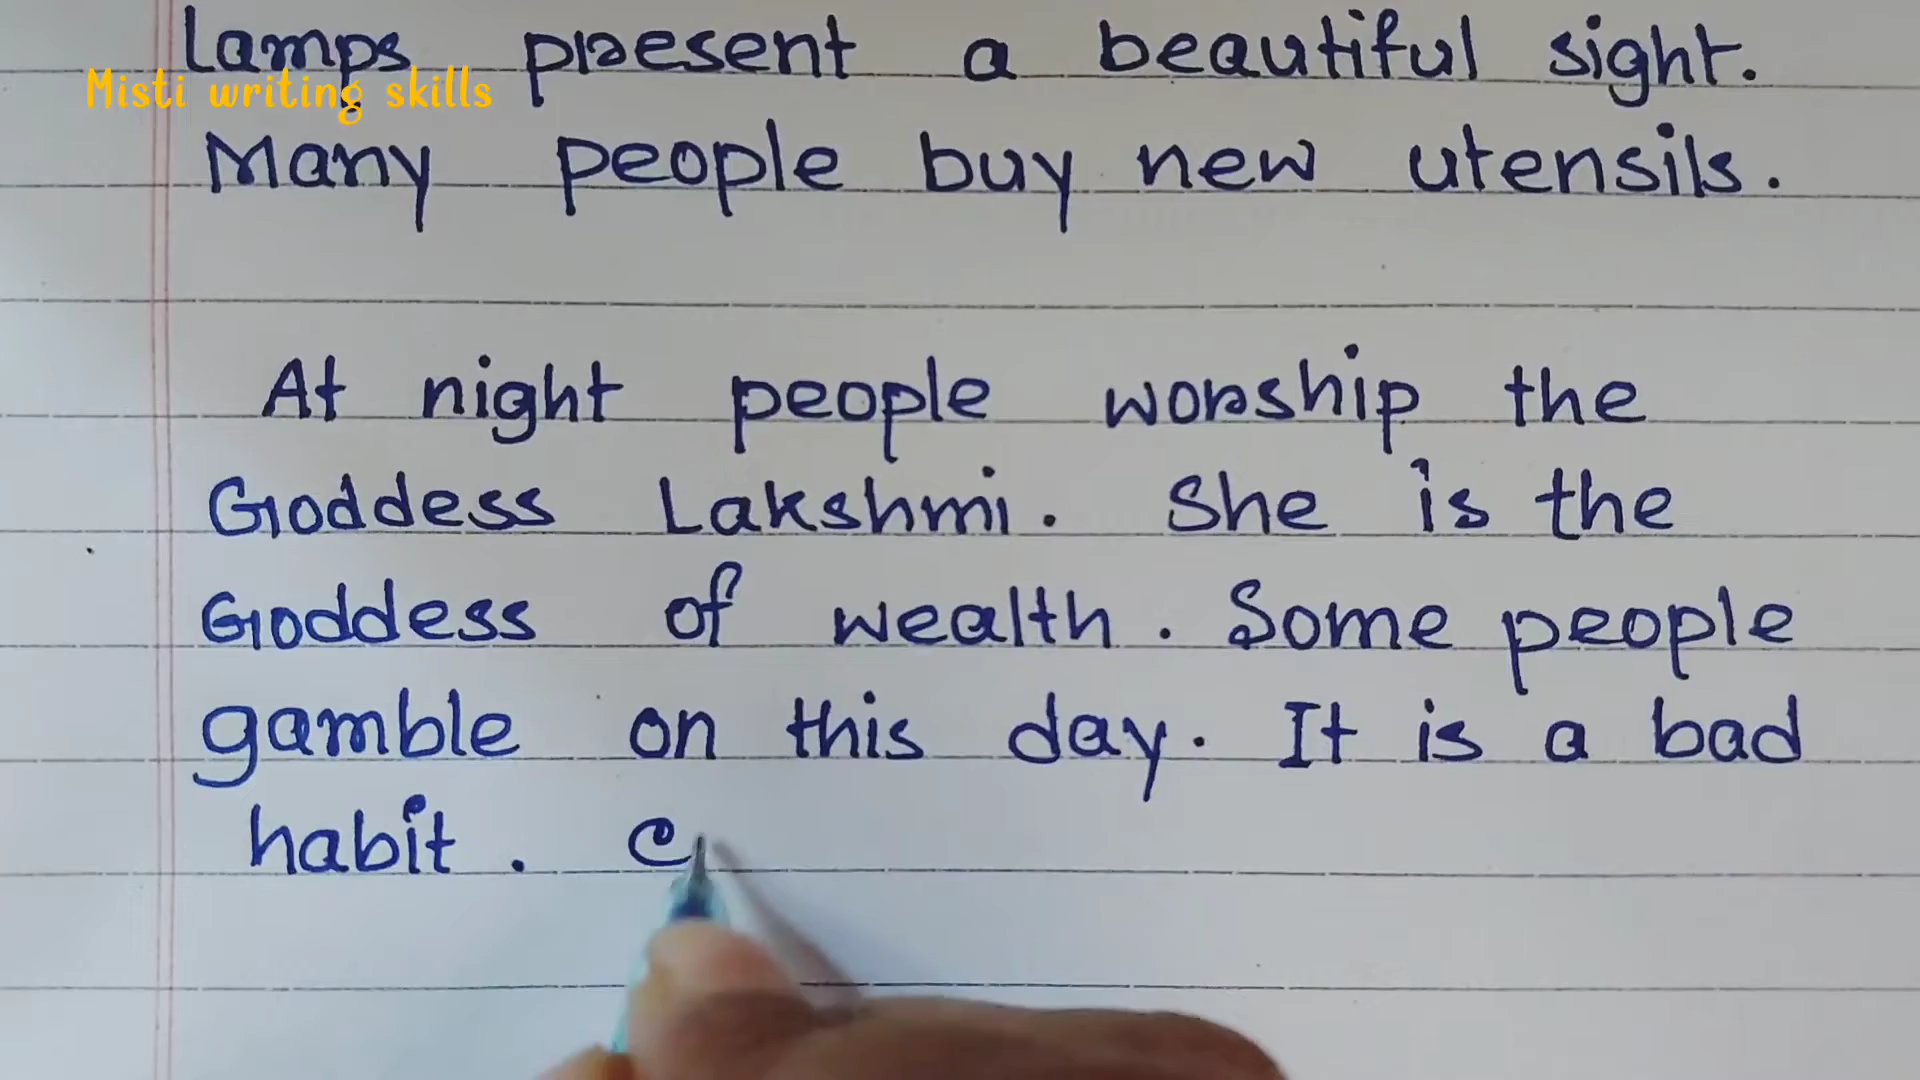 Lamps present a beautiful sight.
Misti writing skills
Many people buy new utensils.
At night people worship the
Goddess Lakshmi. She is the
Goddess of wealth. Some people
gamble on this day. It is a bad
habit.